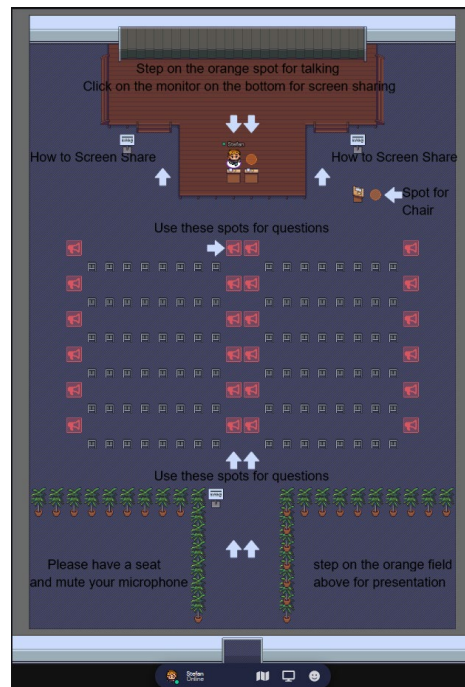 Step on the orange spot for talking
Click on the monitor on the bottom for screen sharing
Stefan
How to Screen Share
How to Screen Share
Spot for
Chair
Use these spots for questions
Use these spots for questions
Please have a seat
and mute your microphone
step on the orange field
above for presentation
Stefan
Online